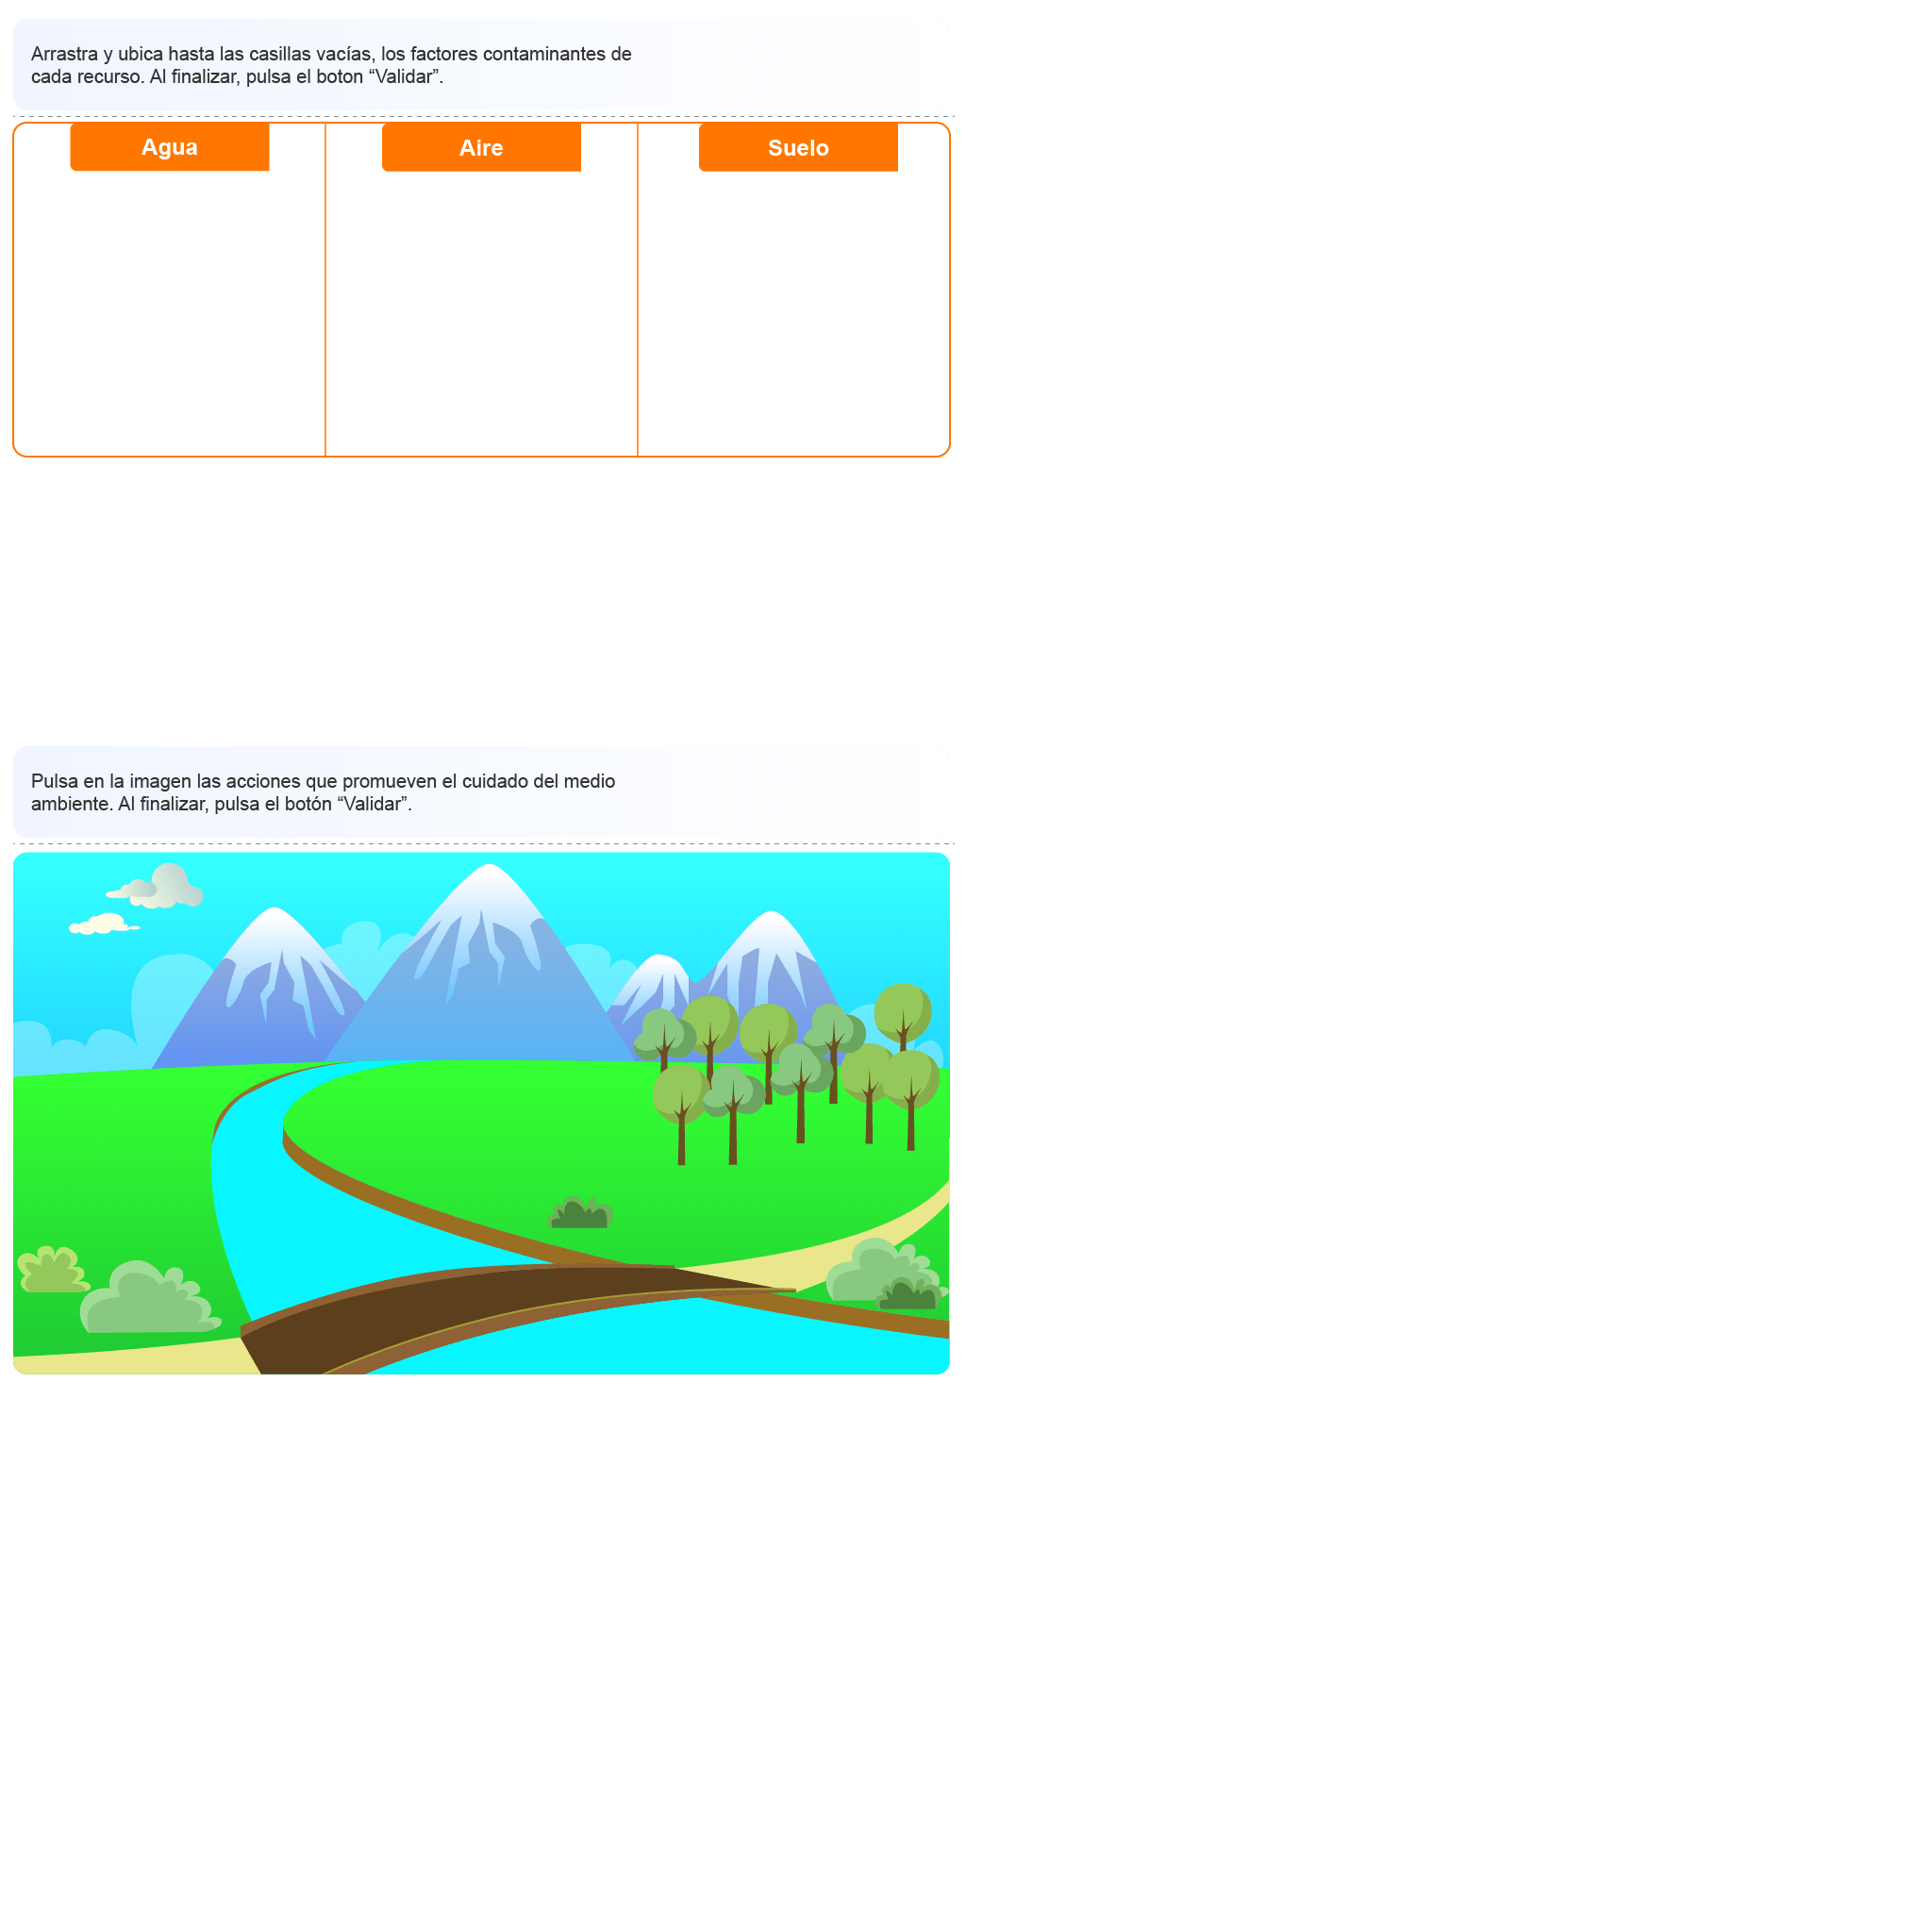 Arrastra y ubica hasta las casillas vacías, los factores contaminantes de
cada recurso. Al finalizar, pulsa el boton “Validar”.
Agua
Aire
Suelo
Pulsa en la imagen las acciones que promueven el cuidado del medio
ambiente. Al finalizar, pulsa el botón “Validar”.